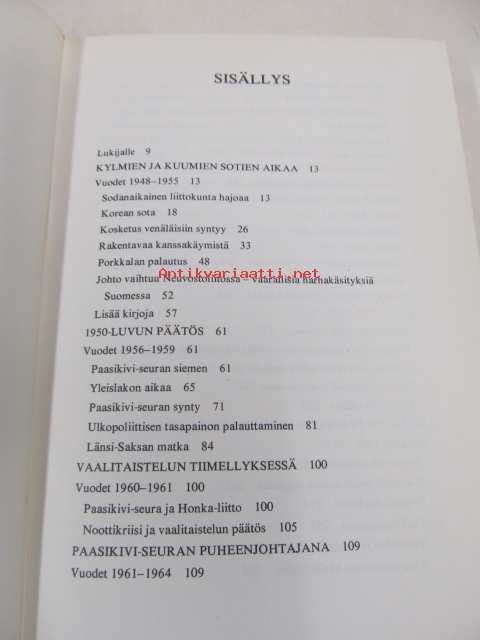 SISÄLLYS
Lukijalle 9
KYLMIEN JA KUUMIEN SOTIEN AIKAA 13
Vuodet 1948–1955 13
Sodanaikainen liittokunta hajoaa 13
Korean sota 18
Kosketus venäläisiin syntyy 26
Rakentavaa kanssakäymistä 33
Porkkalan palautus 48
Antikvariaatti.net
Johto vaihtuu Neuvostoliitossa – vaarallisia harhakäsityksiä
Suomessa 52
Lisää kirjoja 57
1950-LUVUN PÄÄTÖS 61
Vuodet 1956–1959 61
Paasikivi-seuran siemen 61
Yleislakon aikaa 65
Paasikivi-seuran synty 71
Ulkopoliittisen tasapainon palauttaminen 81
Länsi-Saksan matka 84
VAALITAISTELUN TIIMELLYKSESSÄ 100
Vuodet 1960–1961 100
Paasikivi-seura ja Honka-liitto 100
Noottikriisi ja vaalitaistelun päätös 105
PAASIKIVI-SEURAN PUHEENJOHTAJANA 109
Vuodet 1961–1964 109